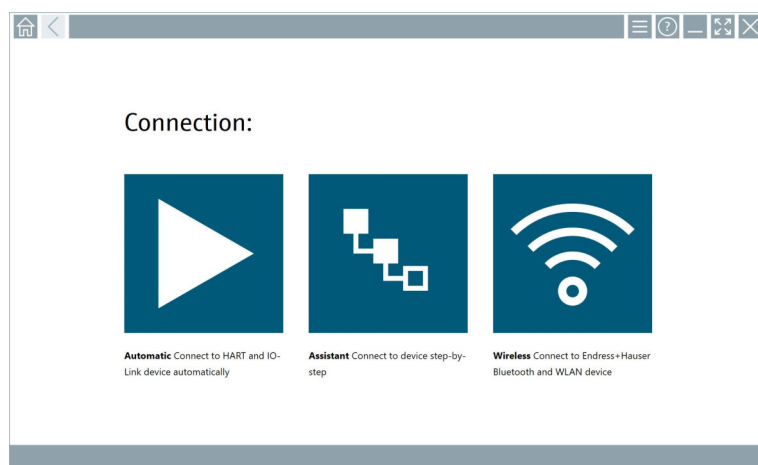 Connection:
Automatic Connect to HART and IO-
Link device automatically
Assistant Connect to device step-by-
step
Wireless Connect to Endress+Hauser
Bluetooth and WLAN device